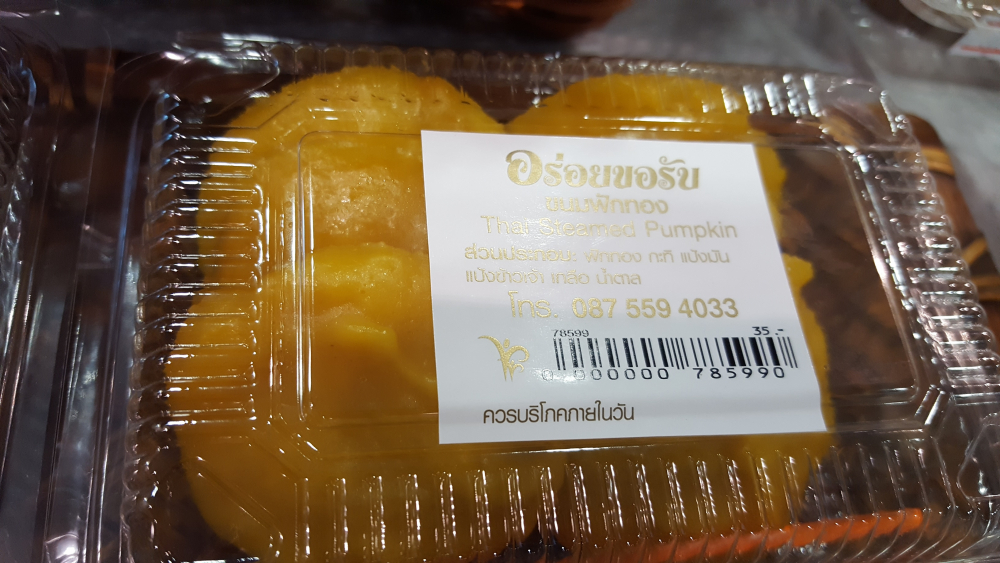 อร่อยขอรับ
ขนมฟักทอง
Thai Steamed Pumpkin
ส่วนประกอบ: ฟักทอง กะทิ แป้งมัน
แป้งข้าวเจ้า เกลือ น้ำตาล
โทร. 087 559 4033
78599 35.-
0 000000 785990
ควรบริโภคภายในวัน